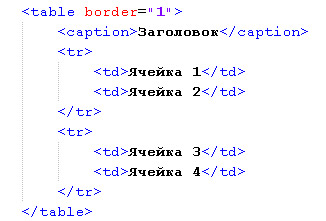 <table border="1">
<caption>Заголовок</caption>
<tr>
<td>Ячейка 1</td>
<td>Ячейка 2</td>
</tr>
<tr>
<td>Ячейка 3</td>
<td>Ячейка 4</td>
</tr>
</table>